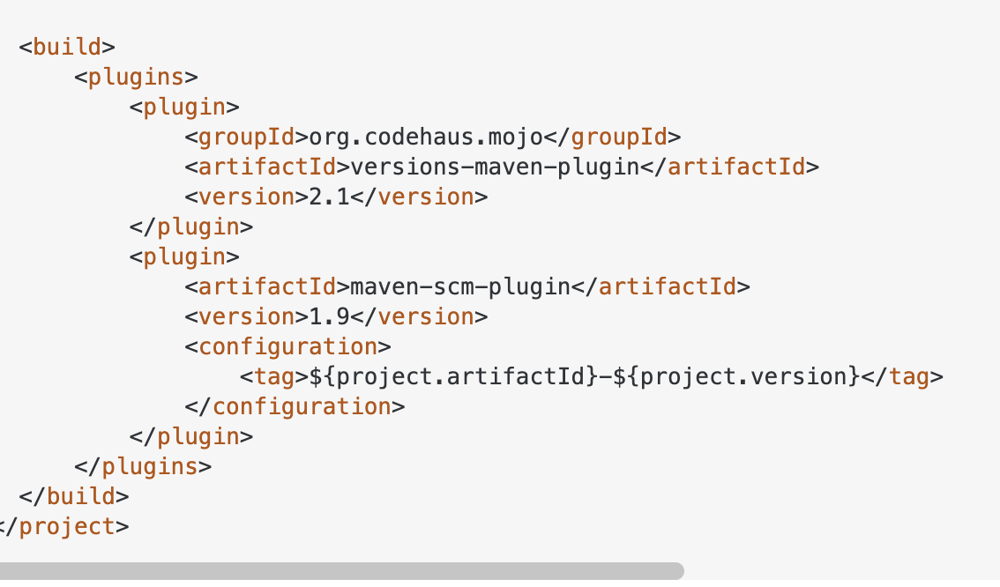 <build>
<plugins>
<plugin>
<groupId>org.codehaus.mojo</groupId>
<artifactId>versions-maven-plugin</artifactId>
<version>2.1</version>
</plugin>
<plugin>
<artifactId>maven-scm-plugin</artifactId>
<version>1.9</version>
<configuration>
<tag>${project.artifactId}-${project.version}</tag>
</configuration>
</plugin>
</plugins>
</build>
</project>